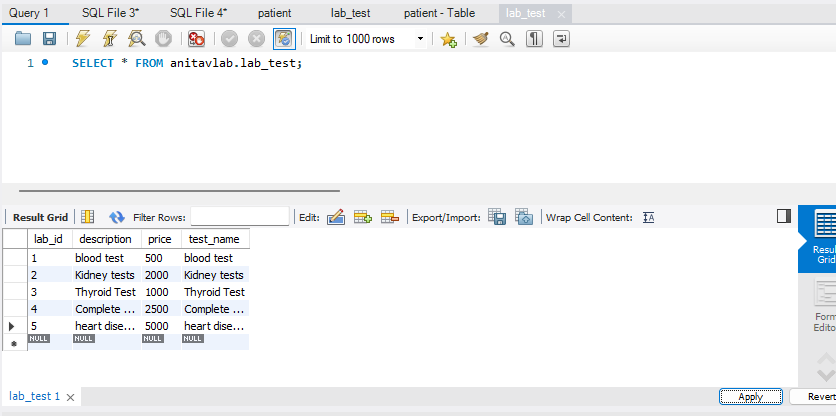 Query 1 SQL File 3* SQL File 4* patient lab_test patient - Table lab_test
Limit to 1000 rows
1 SELECT * FROM anitavlab.lab_test;
Result Grid Filter Rows: Edit: Export/Import: Wrap Cell Content:
lab_id description price test_name
1 blood test 500 blood test
2 Kidney tests 2000 Kidney tests
3 Thyroid Test 1000 Thyroid Test
4 Complete ... 2500 Complete ...
5 heart dise... 5000 heart dise...
NULL NULL NULL NULL
Resul
Grid
Form
Edito
lab_test 1 Apply Revert